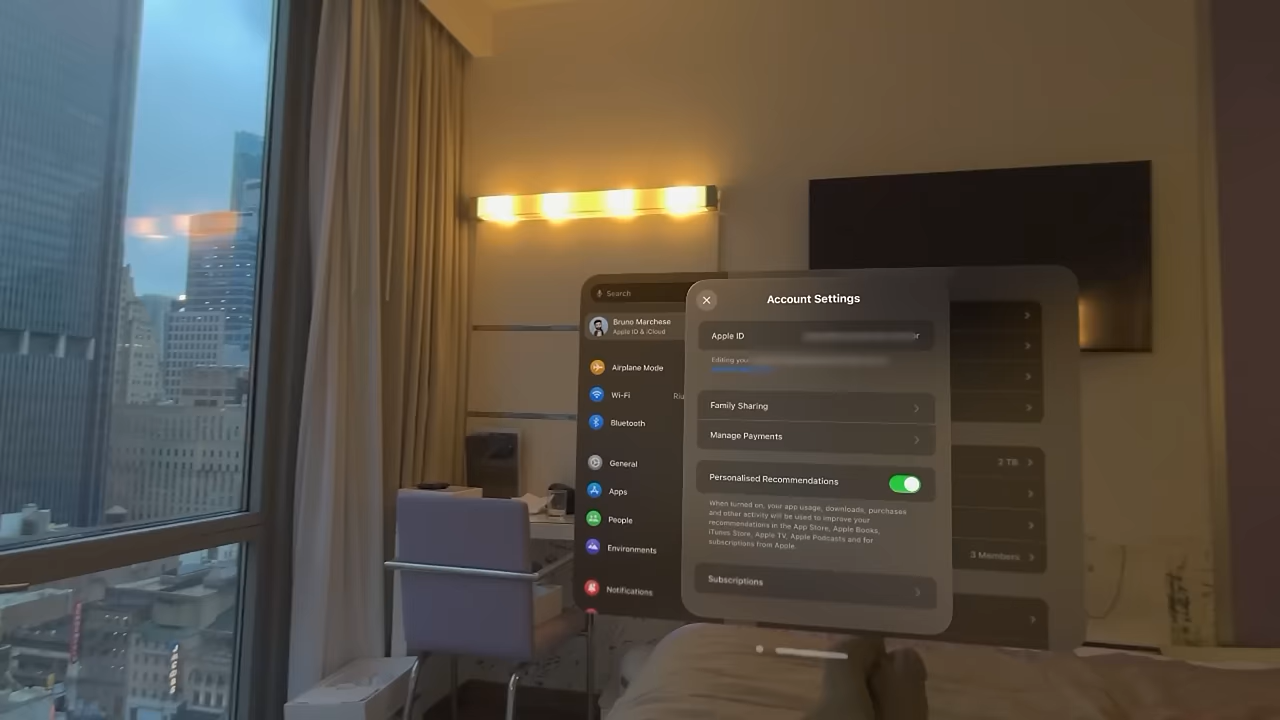 Search
Bruno Marchese
Apple ID & iCloud
Airplane Mode
Wi-Fi
Bluetooth
General
Apps
People
Environments
Notifications
Account Settings
Apple ID
Editing
Family Sharing
Manage Payments
Personalised Recommendations
When turned on, your app usage, downloads, purchases
and other activity will be used to improve your
recommendations in the App Store, Apple Books,
iTunes Store, Apple TV, Apple Podcasts and for
subscriptions from Apple.
Subscriptions
2 TB
3 Members